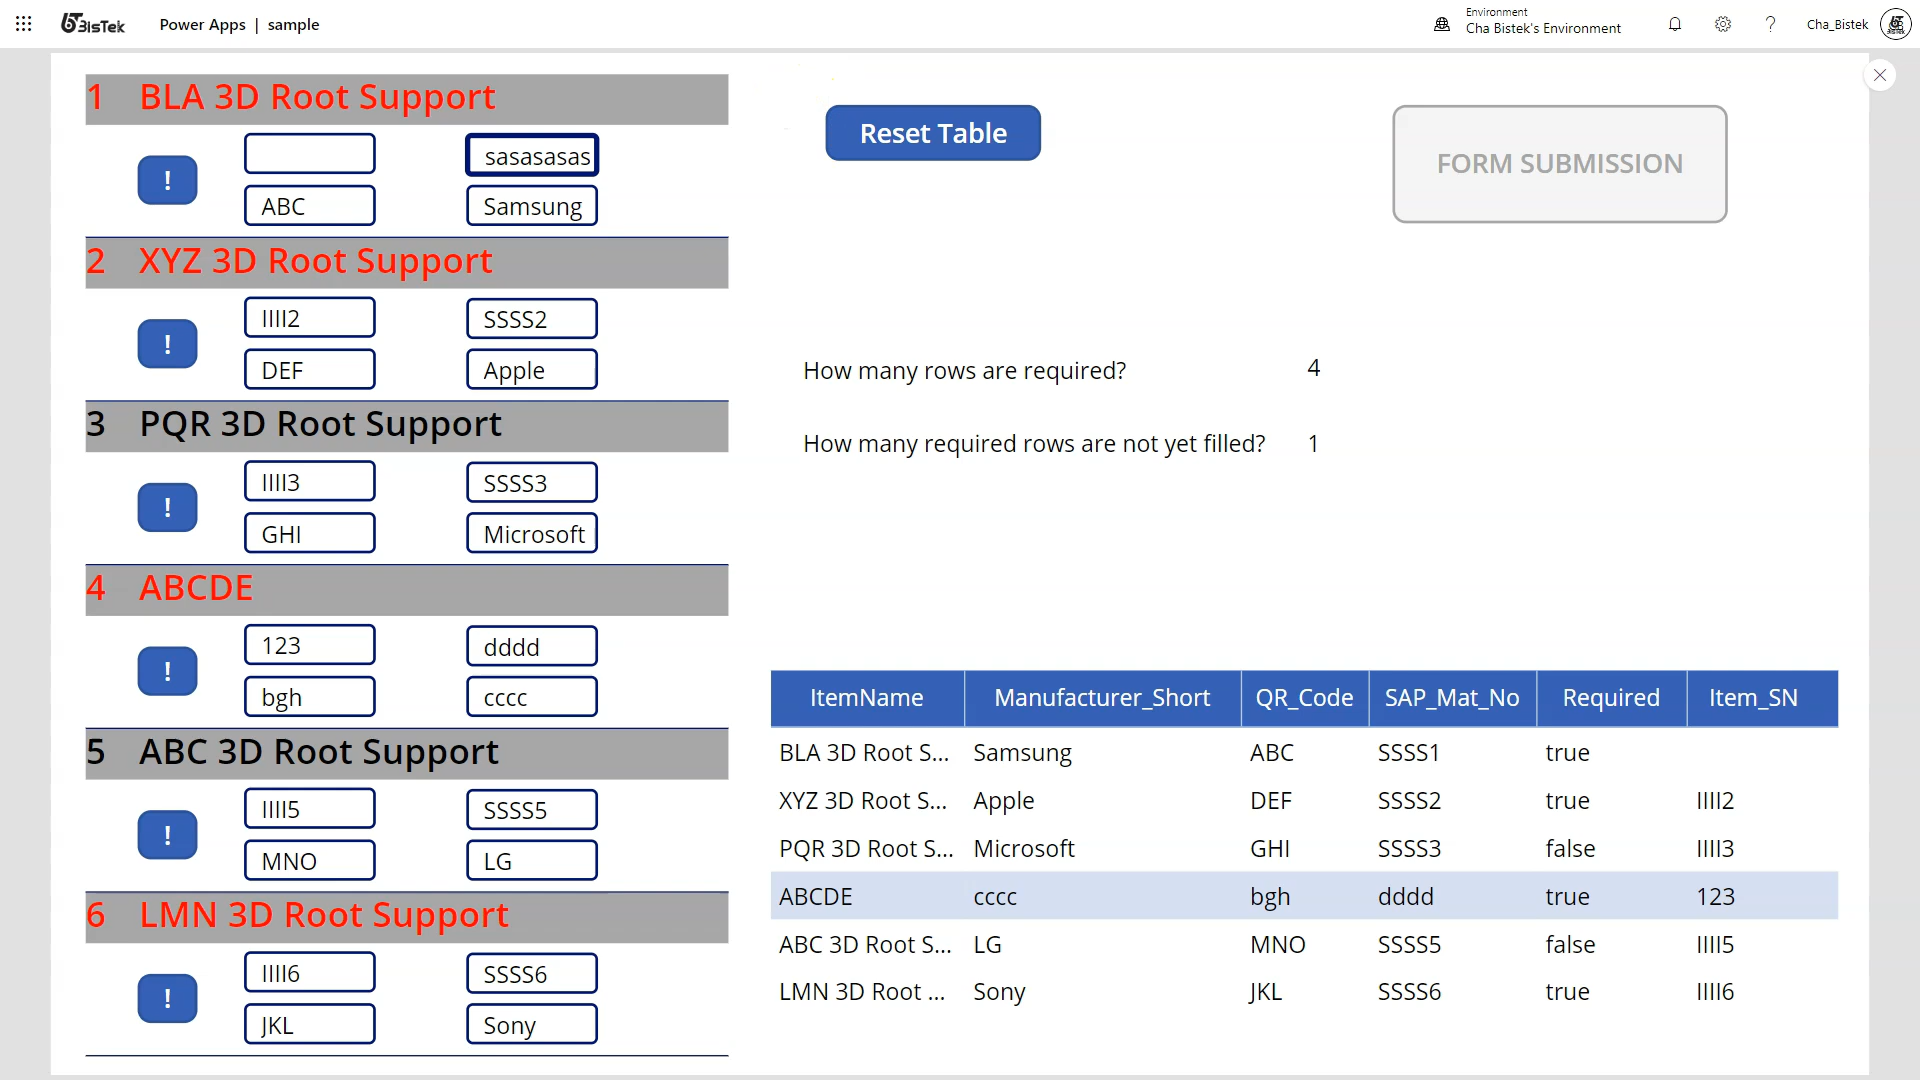 BisTek
Power Apps | sample
Environment
Cha Bistek's Environment
?
Cha_Bistek
1 BLA 3D Root Support
!
sasasasas
ABC
Samsung
2 XYZ 3D Root Support
!
IIII2
SSSS2
DEF
Apple
3 PQR 3D Root Support
!
IIII3
SSSS3
GHI
Microsoft
4 ABCDE
!
123
dddd
bgh
cccc
5 ABC 3D Root Support
!
IIII5
SSSS5
MNO
LG
6 LMN 3D Root Support
!
IIII6
SSSS6
JKL
Sony
Reset Table
FORM SUBMISSION
How many rows are required? 4
How many required rows are not yet filled? 1
ItemName Manufacturer_Short QR_Code SAP_Mat_No Required Item_SN
BLA 3D Root S... Samsung ABC SSSS1 true
XYZ 3D Root S... Apple DEF SSSS2 true IIII2
PQR 3D Root S... Microsoft GHI SSSS3 false IIII3
ABCDE cccc bgh dddd true 123
ABC 3D Root S... LG MNO SSSS5 false IIII5
LMN 3D Root ... Sony JKL SSSS6 true IIII6